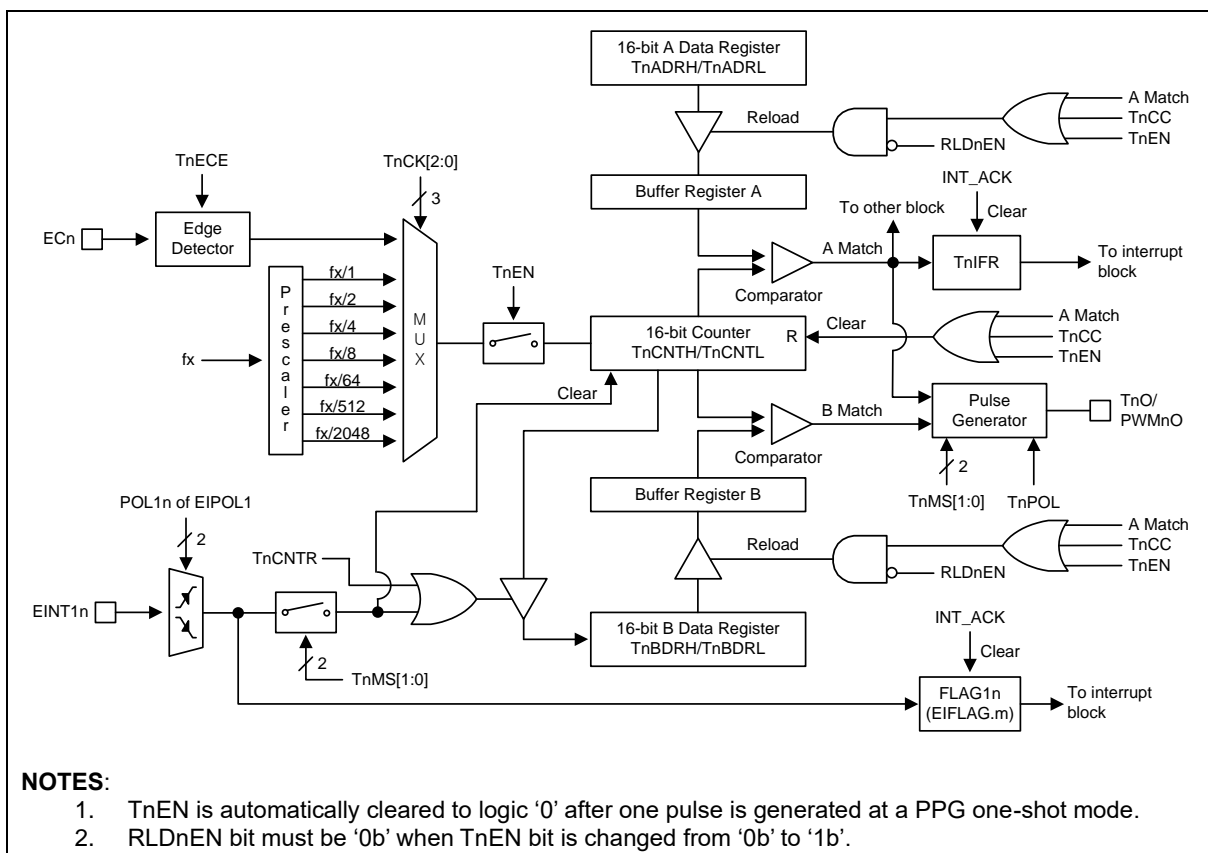 16-bit A Data Register
TnADRH/TnADRL
A Match
Reload
TnCC
TnEN
RLDnEN
TnECE
TnCK[2:0]
3
INT_ACK
Buffer Register A
To other block
Clear
ECn
Edge
Detector
A Match
TnIFR
To interrupt
block
Comparator
Prescaler
fx/1
fx/2
fx/4
fx/8
fx/64
fx/512
fx/2048
fx
MUX
TnEN
16-bit Counter
TnCNTH/TnCNTL
R
Clear
A Match
TnCC
TnEN
Clear
B Match
Pulse
Generator
TnO/
PWMnO
Comparator
2
TnMS[1:0]
TnPOL
Buffer Register B
POL1n of EIPOL1
2
A Match
Reload
TnCC
TnEN
RLDnEN
TnCNTR
EINT1n
16-bit B Data Register
TnBDRH/TnBDRL
2
TnMS[1:0]
INT_ACK
Clear
FLAG1n
(EIFLAG.m)
To interrupt
block
NOTES:
1. TnEN is automatically cleared to logic ‘0’ after one pulse is generated at a PPG one-shot mode.
2. RLDnEN bit must be ‘0b’ when TnEN bit is changed from ‘0b’ to ‘1b’.